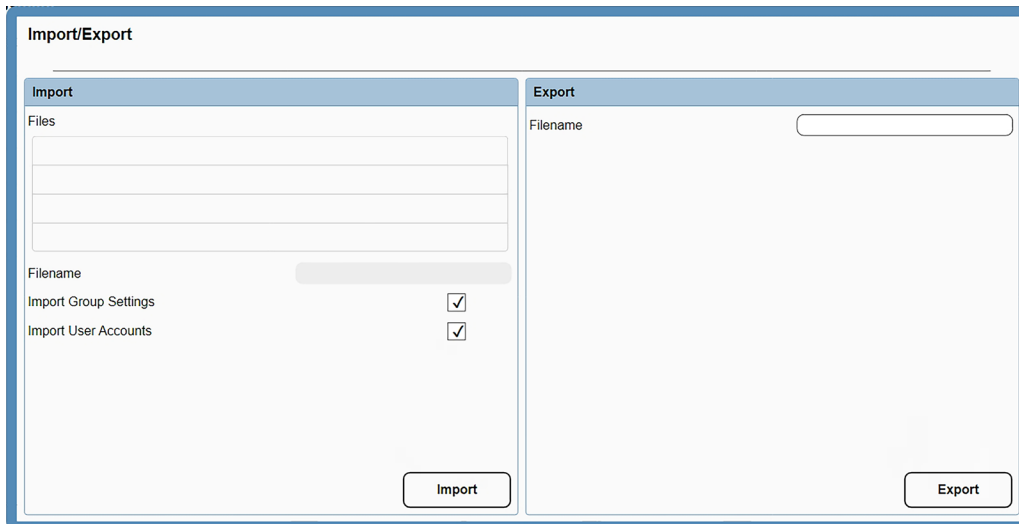 Import/Export
Import
Files
Filename
Import Group Settings
Import User Accounts
Import
Export
Filename
Export